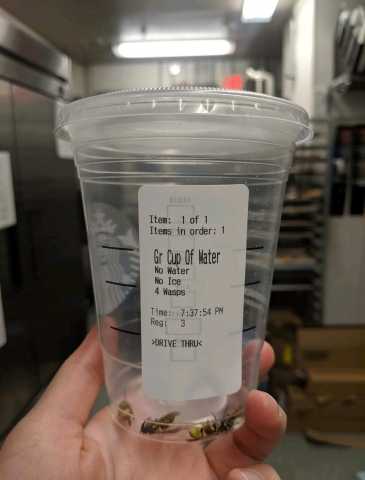 Item: 1 of 1
Items in order: 1
Gr Cup Of Water
No Water
No Ice
4 Wasps
Time: 7:37:54 PM
Reg: 3
>DRIVE THRU<